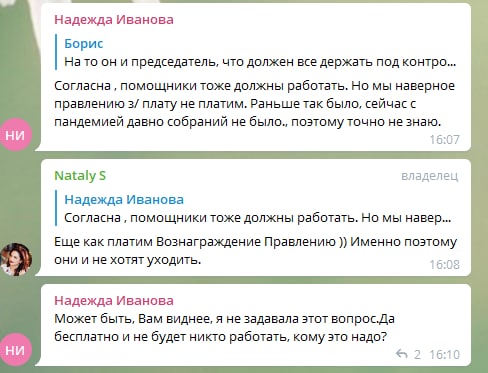 Надежда Иванова
Борис
На то он и председатель, что должен все держать под контро...
Согласна , помощники тоже должны работать. Но мы наверное
правлению з/ плату не платим. Раньше так было, сейчас с
пандемией давно собраний не было., поэтому точно не знаю.
16:07
НИ
Nataly S владелец
Надежда Иванова
Согласна , помощники тоже должны работать. Но мы навер...
Еще как платим Вознаграждение Правлению )) Именно поэтому
они и не хотят уходить.
16:08
Надежда Иванова
Может быть, Вам виднее, я не задавала этот вопрос.Да
бесплатно и не будет никто работать, кому это надо?
2 16:10
НИ